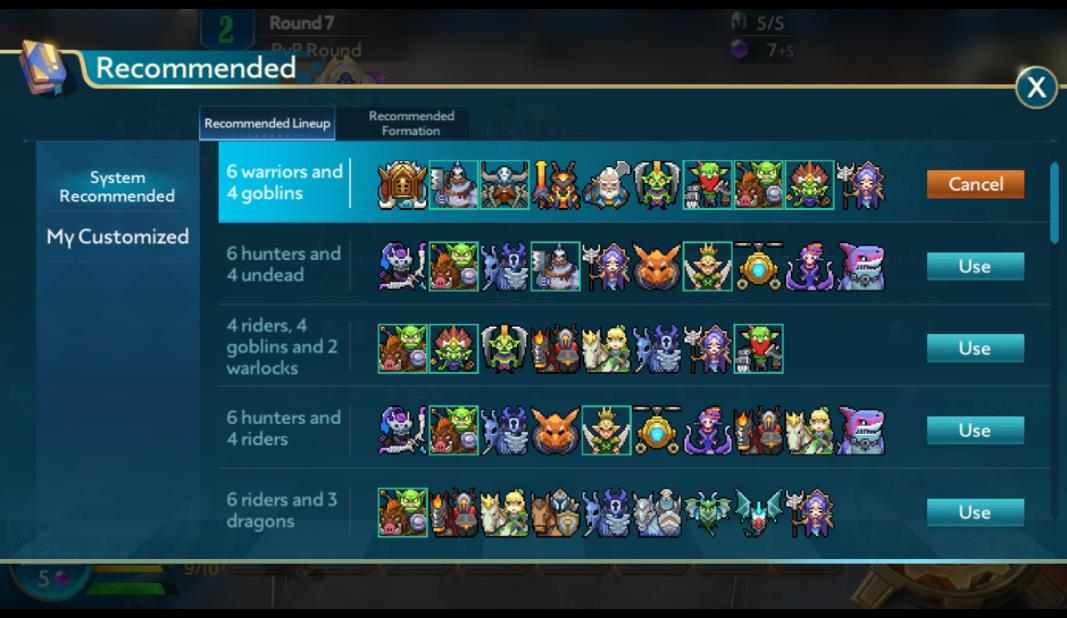 2
Round 7
5/5
PvP Round
7+5
Recommended
X
Recommended Lineup
Recommended
Formation
System
Recommended
My Customized
6 warriors and
4 goblins
Cancel
6 hunters and
4 undead
Use
4 riders, 4
goblins and 2
warlocks
Use
6 hunters and
4 riders
Use
6 riders and 3
dragons
Use
5
9/10